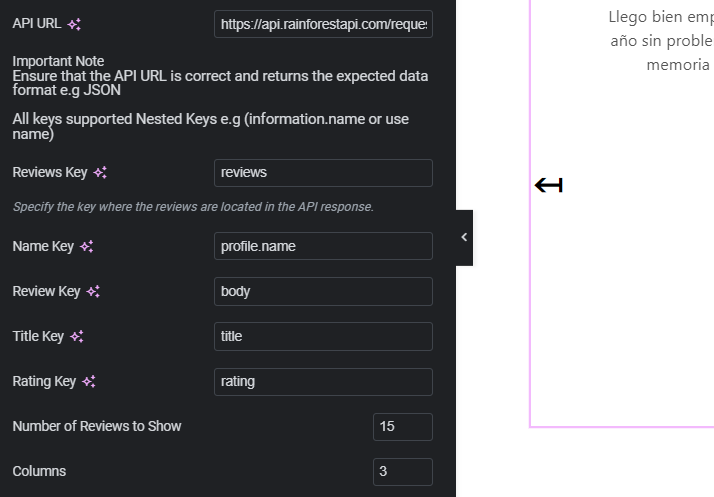 API URL
https://api.rainforestapi.com/reques
Important Note
Ensure that the API URL is correct and returns the expected data
format e.g JSON
All keys supported Nested Keys e.g (information.name or use
name)
Reviews Key
reviews
Specify the key where the reviews are located in the API response.
Name Key
profile.name
Review Key
body
Title Key
title
Rating Key
rating
Number of Reviews to Show
15
Columns
3
Llego bien emp
año sin proble
memoria